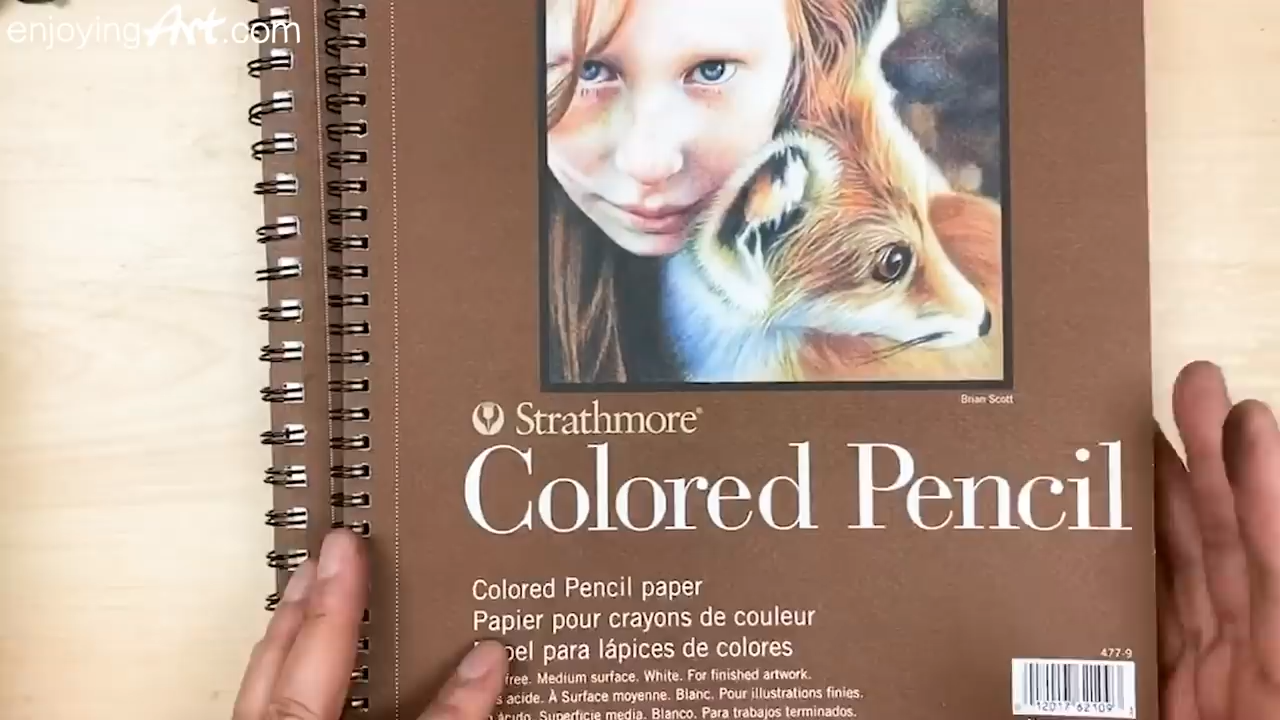 enjoyingArt.com
Brian Scott
Strathmore®
Colored Pencil
Colored Pencil paper
Papier pour crayons de couleur
para lápices de colores
free. Medium surface. White. For finished artwork.
acide. À Surface moyenne. Blanc. Pour illustrations finies.
ácido. Superficie media. Blanco. Para trabajos terminados.
477-9
12017 62109